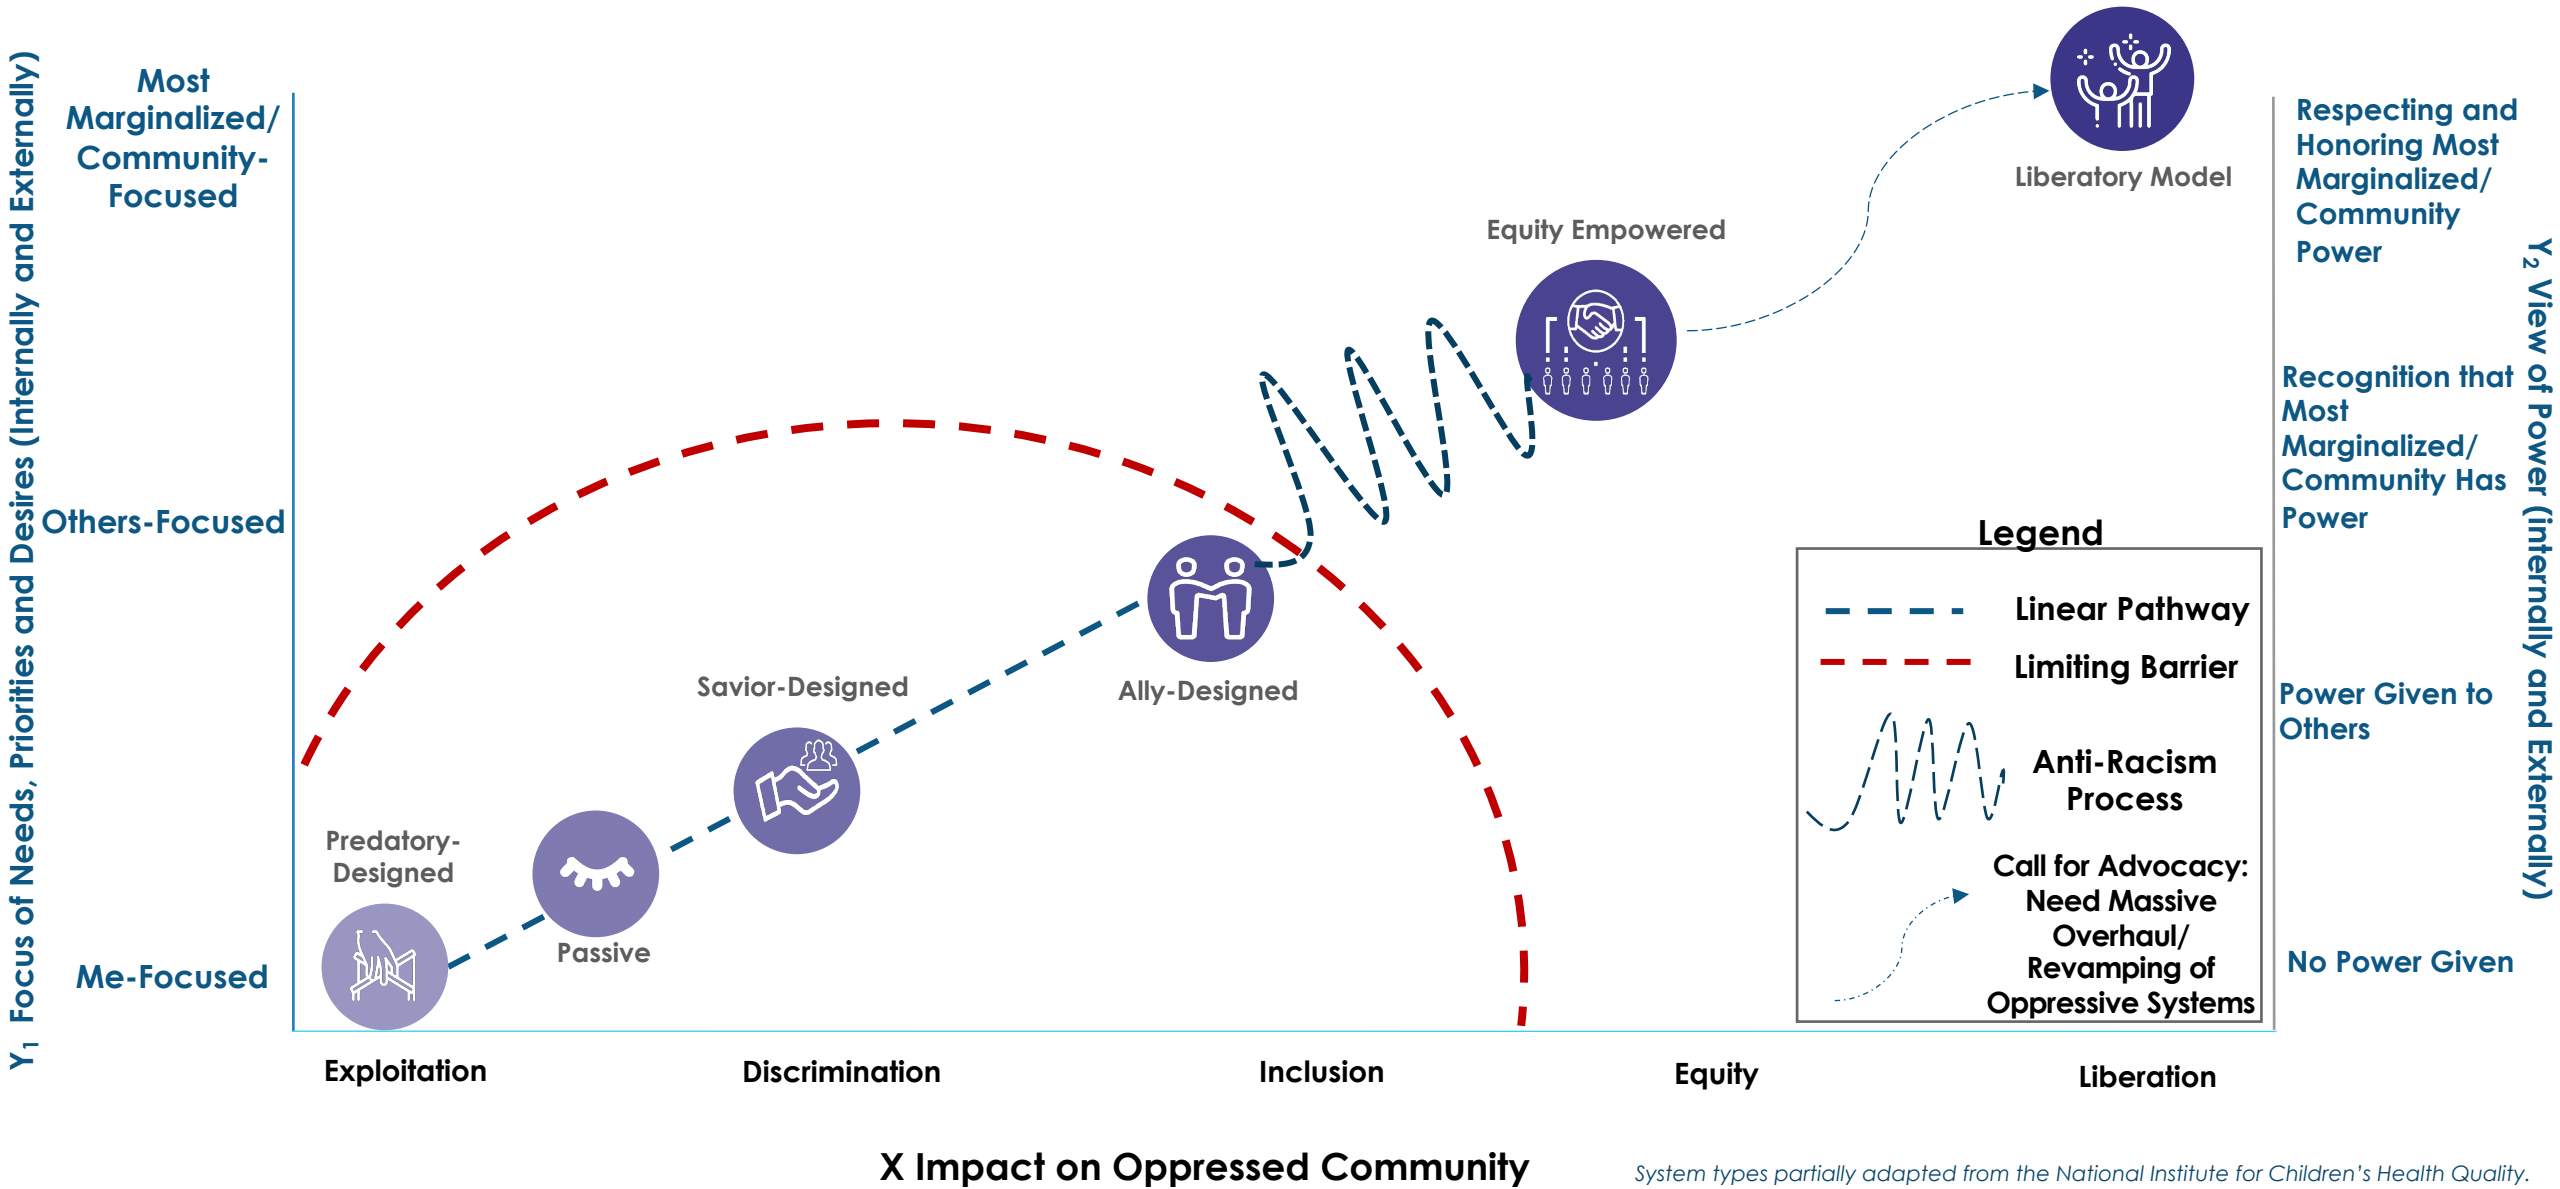 Y1 Focus of Needs, Priorities and Desires (Internally and Externally)
Most
Marginalized/
Community-
Focused
Others-Focused
Me-Focused
Predatory-
Designed
Passive
Savior-Designed
Ally-Designed
Equity Empowered
Liberatory Model
Respecting and
Honoring Most
Marginalized/
Community
Power
Recognition that
Most
Marginalized/
Community Has
Power
Power Given to
Others
No Power Given
Y2 View of Power (internally and Externally)
Legend
Linear Pathway
Limiting Barrier
Anti-Racism
Process
Call for Advocacy:
Need Massive
Overhaul/
Revamping of
Oppressive Systems
Exploitation
Discrimination
Inclusion
Equity
Liberation
X Impact on Oppressed Community
System types partially adapted from the National Institute for Children’s Health Quality.